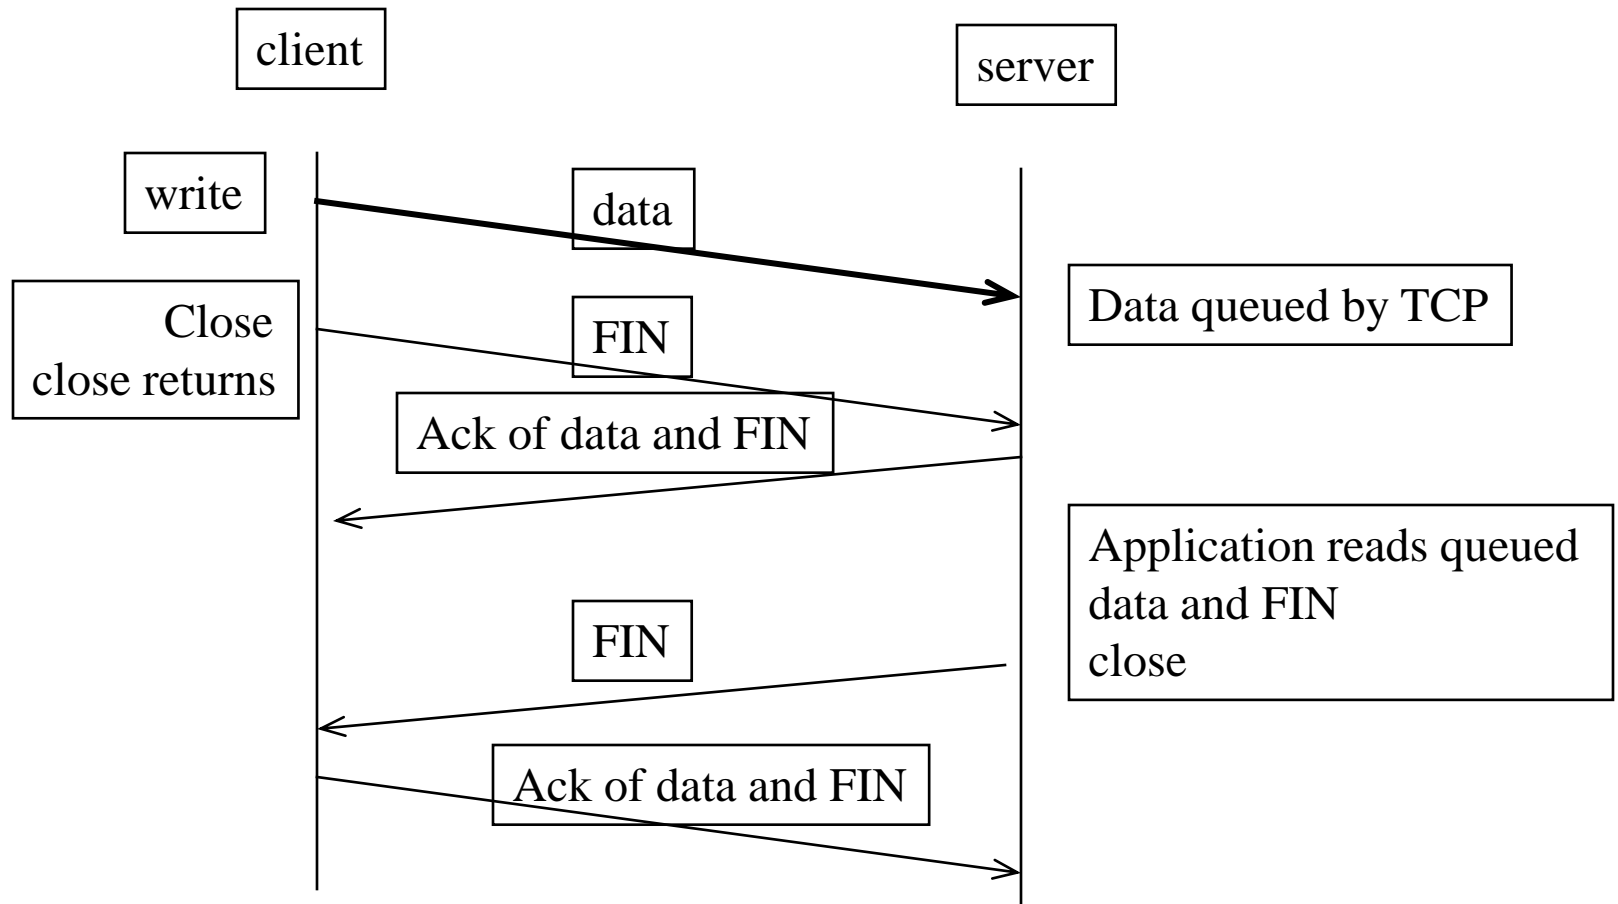 client
server
write
data
Data queued by TCP
Close
close returns
FIN
Ack of data and FIN
Application reads queued
data and FIN
close
FIN
Ack of data and FIN